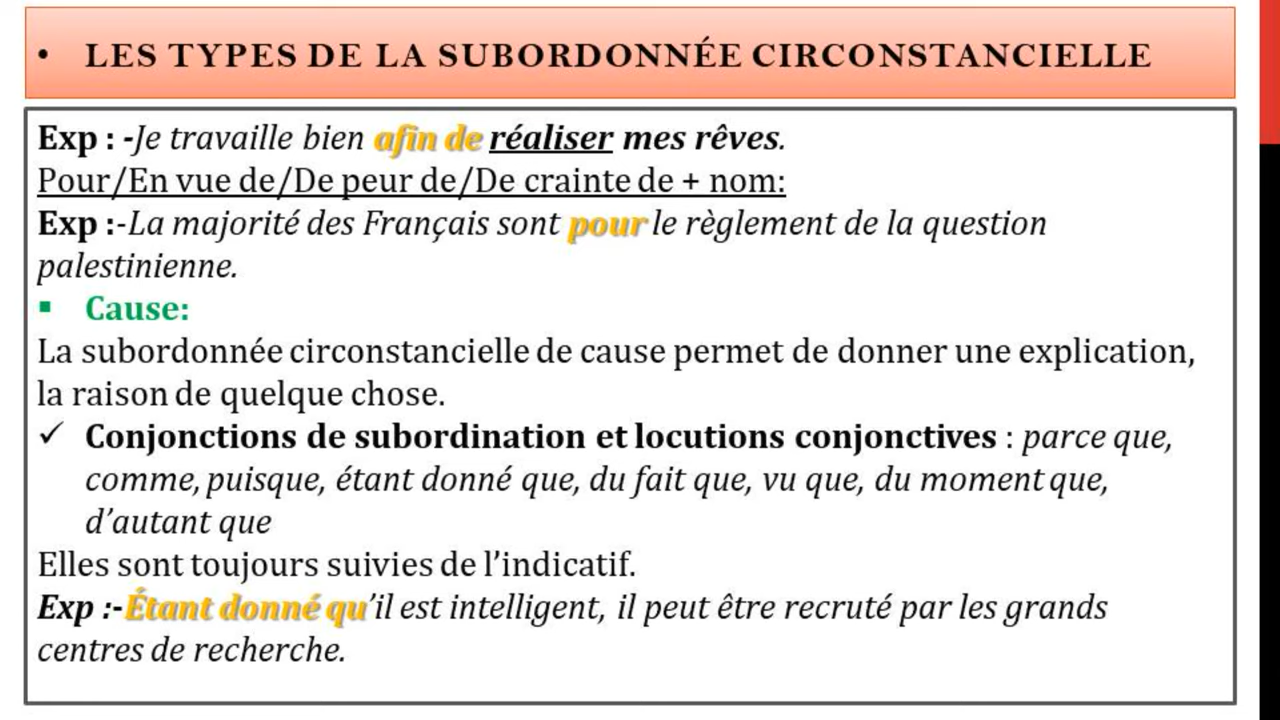 • LES TYPES DE LA SUBORDONNÉE CIRCONSTANCIELLE
Exp : -Je travaille bien afin de réaliser mes rêves.
Pour/En vue de/De peur de/De crainte de + nom:
Exp :-La majorité des Français sont pour le règlement de la question
palestinienne.
▪ Cause:
La subordonnée circonstancielle de cause permet de donner une explication,
la raison de quelque chose.
✓ Conjonctions de subordination et locutions conjonctives : parce que,
comme, puisque, étant donné que, du fait que, vu que, du moment que,
d’autant que
Elles sont toujours suivies de l’indicatif.
Exp :-Étant donné qu’il est intelligent, il peut être recruté par les grands
centres de recherche.